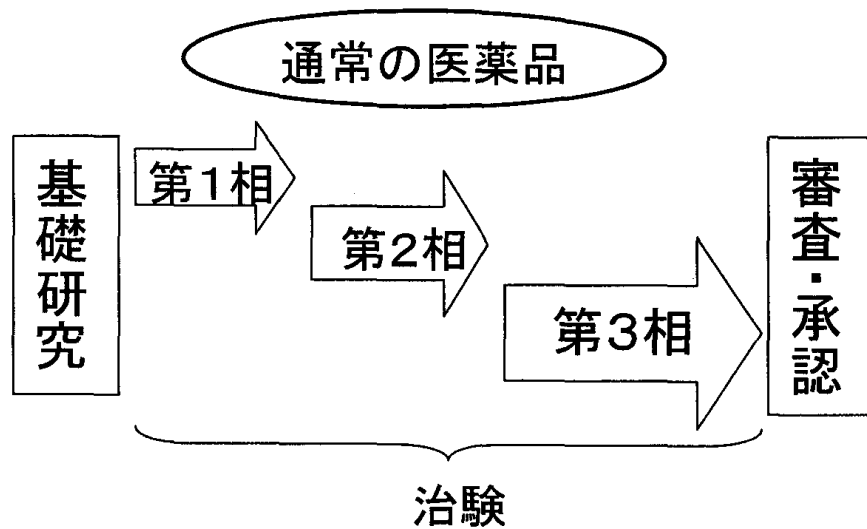 通常の医薬品
基礎研究
第1相
第2相
第3相
審査・承認
治験